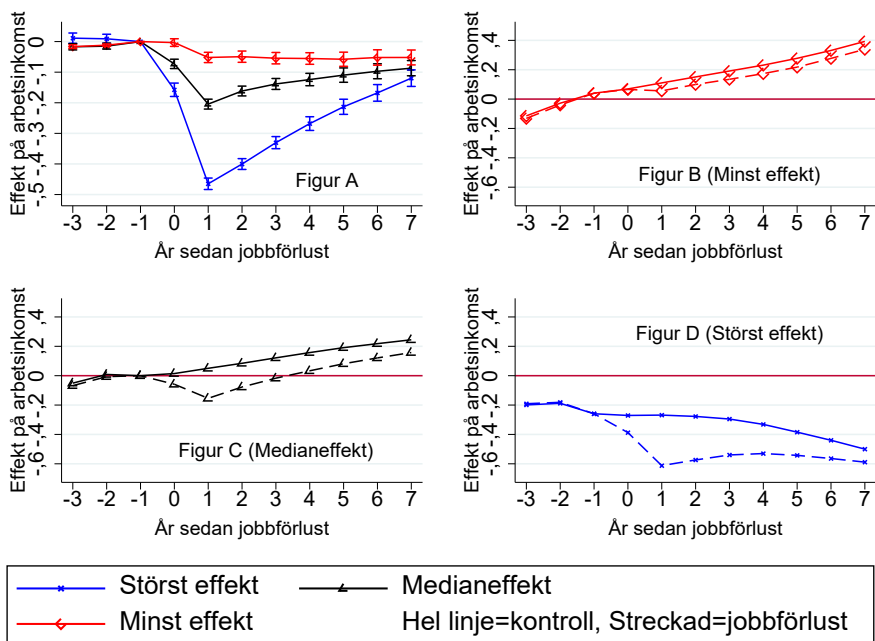 Effekt på arbetsinkomst
0
-,1
-,2
-,3
-,4
-,5
Figur A
-3 -2 -1 0 1 2 3 4 5 6 7
År sedan jobbförlust
Effekt på arbetsinkomst
,4
,2
0
-,2
-,4
-,6
Figur B (Minst effekt)
-3 -2 -1 0 1 2 3 4 5 6 7
År sedan jobbförlust
Effekt på arbetsinkomst
,4
,2
0
-,2
-,4
-,6
Figur C (Medianeffekt)
-3 -2 -1 0 1 2 3 4 5 6 7
År sedan jobbförlust
Effekt på arbetsinkomst
,4
,2
0
-,2
-,4
-,6
Figur D (Störst effekt)
-3 -2 -1 0 1 2 3 4 5 6 7
År sedan jobbförlust
Störst effekt Medianeffekt
Minst effekt Hel linje=kontroll, Streckad=jobbförlust